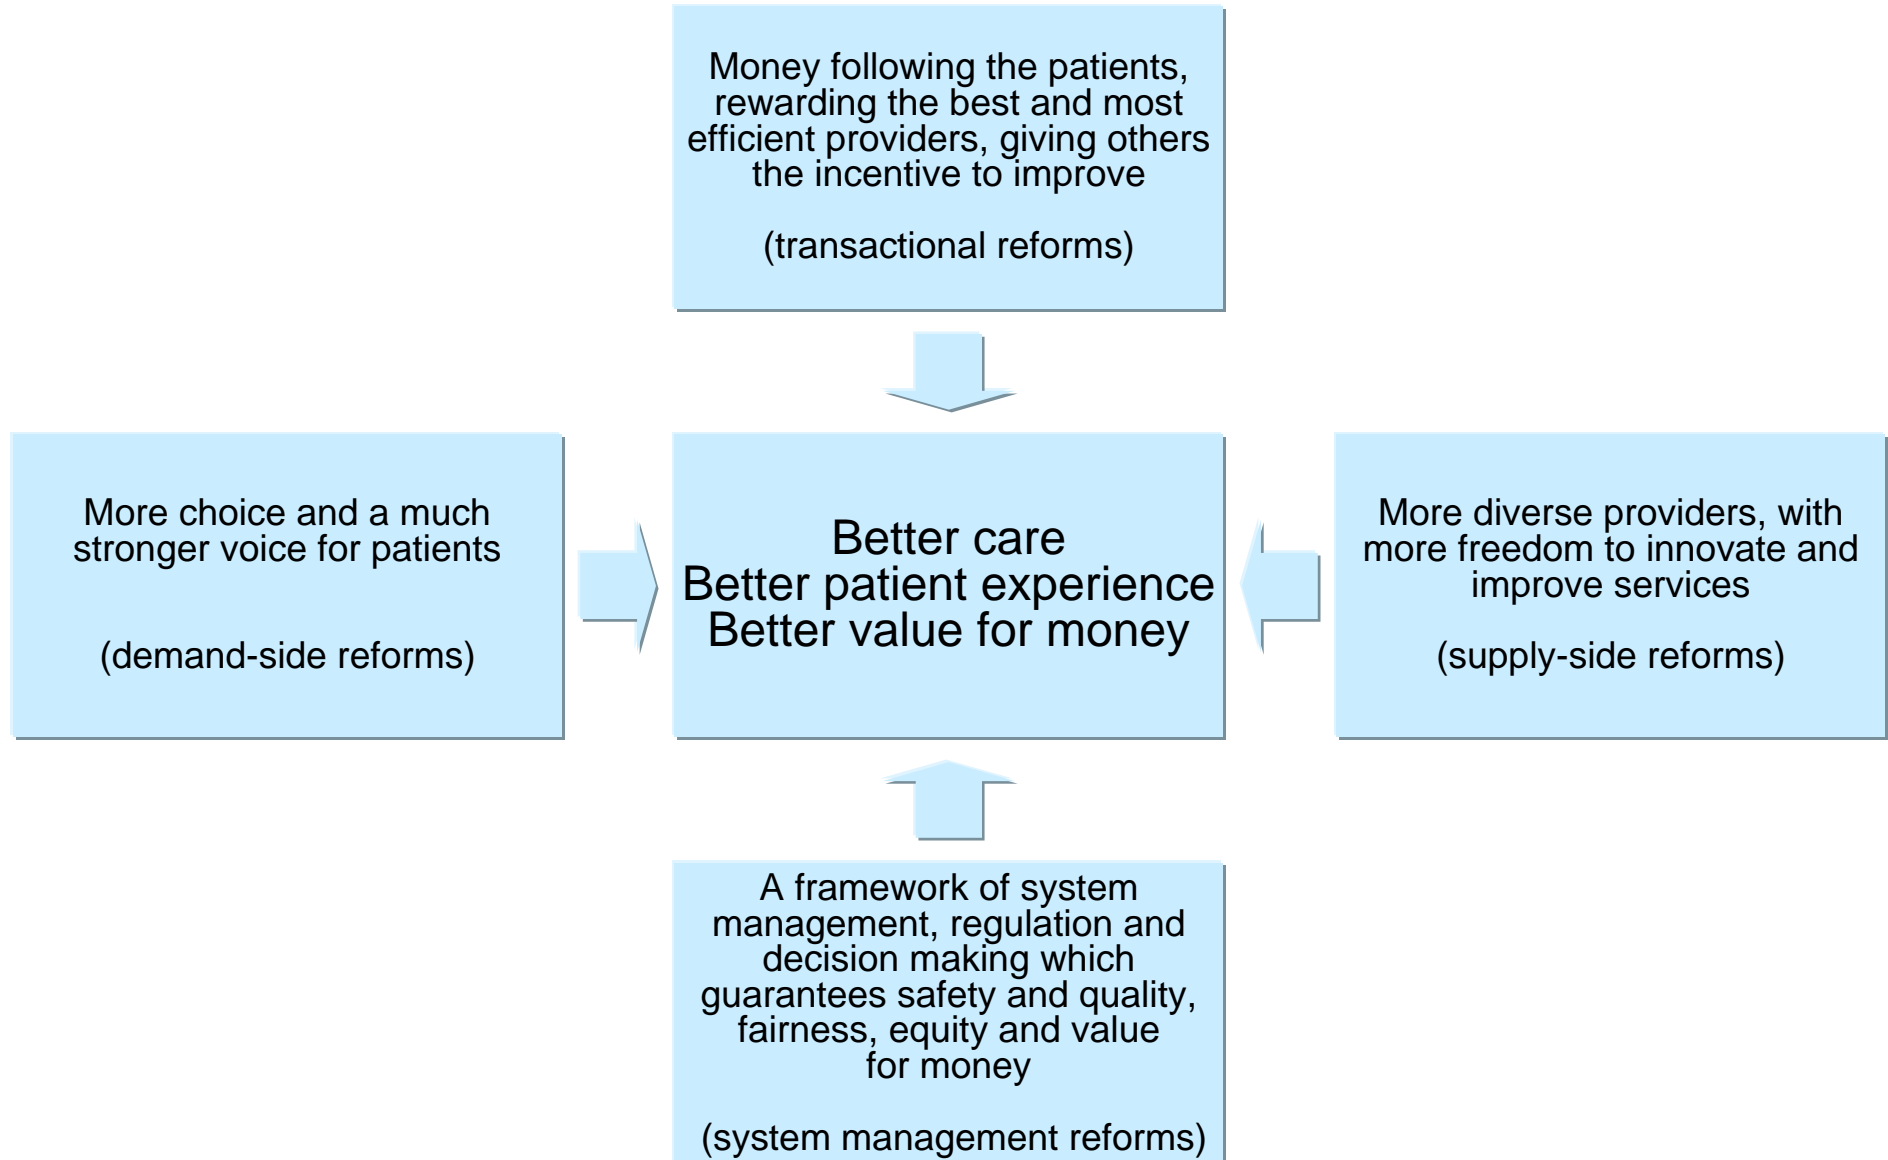 Money following the patients,
rewarding the best and most
efficient providers, giving others
the incentive to improve
(transactional reforms)
More choice and a much
stronger voice for patients
(demand-side reforms)
Better care
Better patient experience
Better value for money
More diverse providers, with
more freedom to innovate and
improve services
(supply-side reforms)
A framework of system
management, regulation and
decision making which
guarantees safety and quality,
fairness, equity and value
for money
(system management reforms)